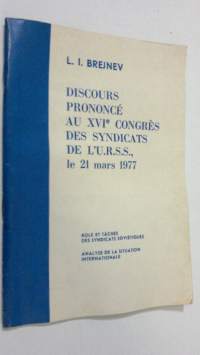 L. I. BREJNEV
DISCOURS
PRONONCÉ
AU XVIᵉ CONGRÈS
DES SYNDICATS
DE L'U.R.S.S.,
le 21 mars 1977
ROLE ET TÂCHES
DES SYNDICATS SOVIÉTIQUES
ANALYSE DE LA SITUATION
INTERNATIONALE